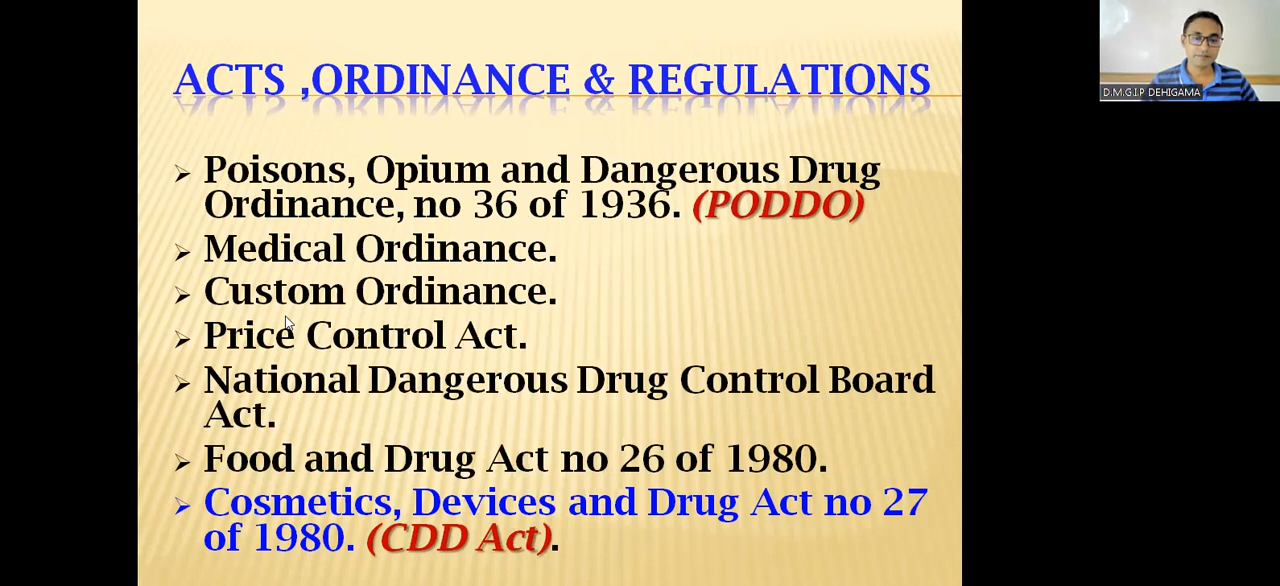 ACTS ,ORDINANCE & REGULATIONS
D.M.G.I.P DEHIGAMA
➢ Poisons, Opium and Dangerous Drug
Ordinance, no 36 of 1936. (PODDO)
➢ Medical Ordinance.
➢ Custom Ordinance.
➢ Price Control Act.
➢ National Dangerous Drug Control Board
Act.
➢ Food and Drug Act no 26 of 1980.
➢ Cosmetics, Devices and Drug Act no 27
of 1980. (CDD Act).